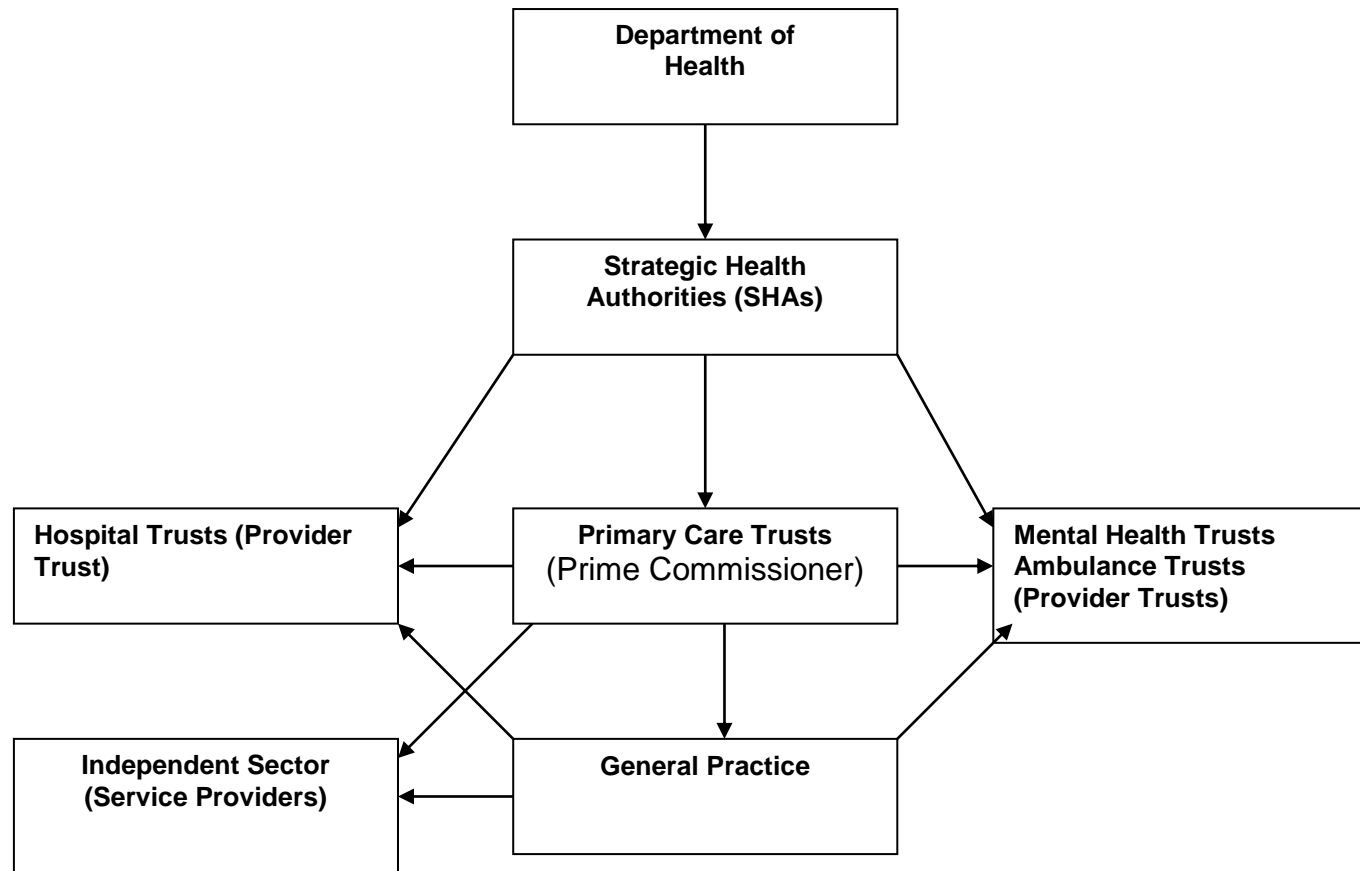 Department of
Health
Strategic Health
Authorities (SHAs)
Hospital Trusts (Provider
Trust)
Primary Care Trusts
(Prime Commissioner)
Mental Health Trusts
Ambulance Trusts
(Provider Trusts)
Independent Sector
(Service Providers)
General Practice